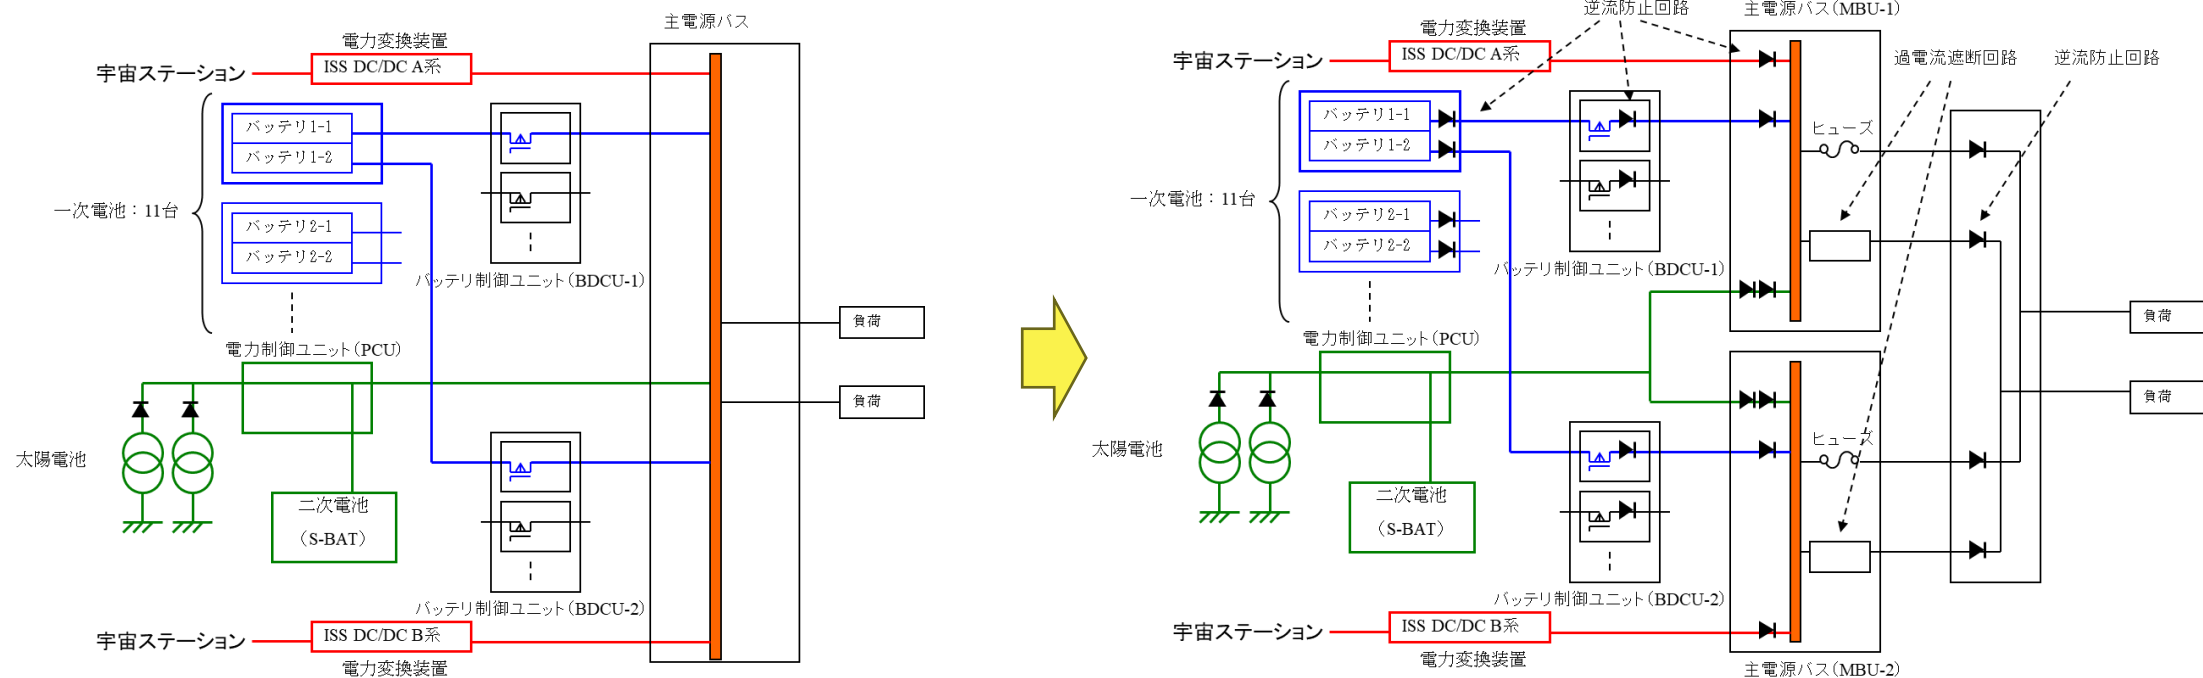 主電源バス
電力変換装置
ISS DC/DC A系
宇宙ステーション
バッテリ1-1
バッテリ1-2
一次電池：11台
バッテリ2-1
バッテリ2-2
バッテリ制御ユニット（BDCU-1）
負荷
電力制御ユニット（PCU）
負荷
太陽電池
二次電池
（S-BAT）
バッテリ制御ユニット（BDCU-2）
宇宙ステーション
ISS DC/DC B系
電力変換装置
逆流防止回路
主電源バス（MBU-1）
電力変換装置
ISS DC/DC A系
宇宙ステーション
過電流遮断回路
逆流防止回路
バッテリ1-1
バッテリ1-2
ヒューズ
一次電池：11台
バッテリ2-1
バッテリ2-2
バッテリ制御ユニット（BDCU-1）
負荷
電力制御ユニット（PCU）
負荷
太陽電池
ヒューズ
二次電池
（S-BAT）
バッテリ制御ユニット（BDCU-2）
宇宙ステーション
ISS DC/DC B系
電力変換装置
主電源バス（MBU-2）